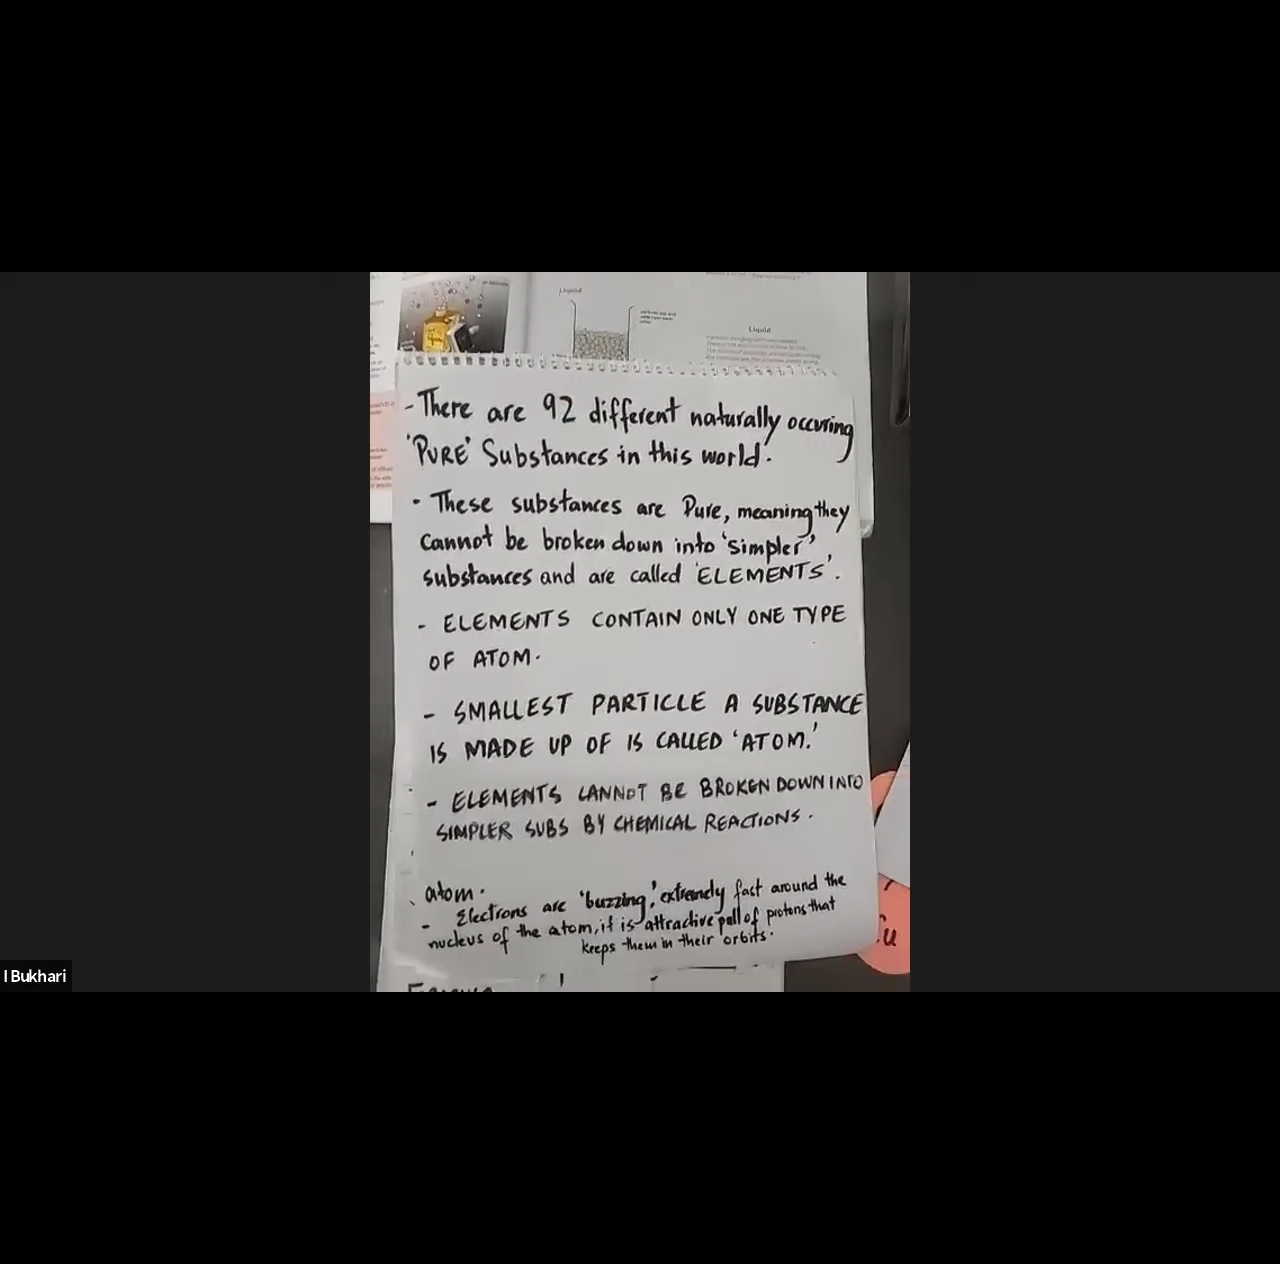 Liquid
Liquid
- There are 92 different naturally occuring
'PURE' Substances in this world.
- These substances are Pure, meaning they
cannot be broken down into 'simpler'
substances and are called 'ELEMENTS'.
- ELEMENTS CONTAIN ONLY ONE TYPE
OF ATOM.
- SMALLEST PARTICLE A SUBSTANCE
IS MADE UP OF IS CALLED 'ATOM.'
- ELEMENTS CANNOT BE BROKEN DOWN INTO
SIMPLER SUBS BY CHEMICAL REACTIONS.
atom.
- Electrons are 'buzzing,' extremely fast around the
nucleus of the atom, it is attractive pull of protons that
keeps them in their 'orbits.
Cu
I Bukhari